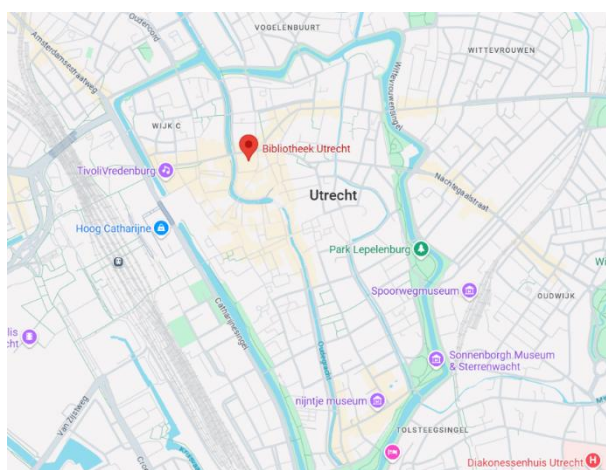 VOGELENBUURT
WITTEVROUWEN
Amsterdamsestraatweg
Wittevrouwensingel
WIJK C
Bibliotheek Utrecht
TivoliVredenburg
Utrecht
Nachtegaalstraat
Hoog Catharijne
Park Lepelenburg
Spoorwegmuseum
OUDWIJK
Catharijnesingel
Oudegracht
Sonnenborgh Museum
& Sterrenwacht
nijntje museum
Van Zijstweg
TOLSTEEGSINGEL
Diakonessenhuis Utrecht
H